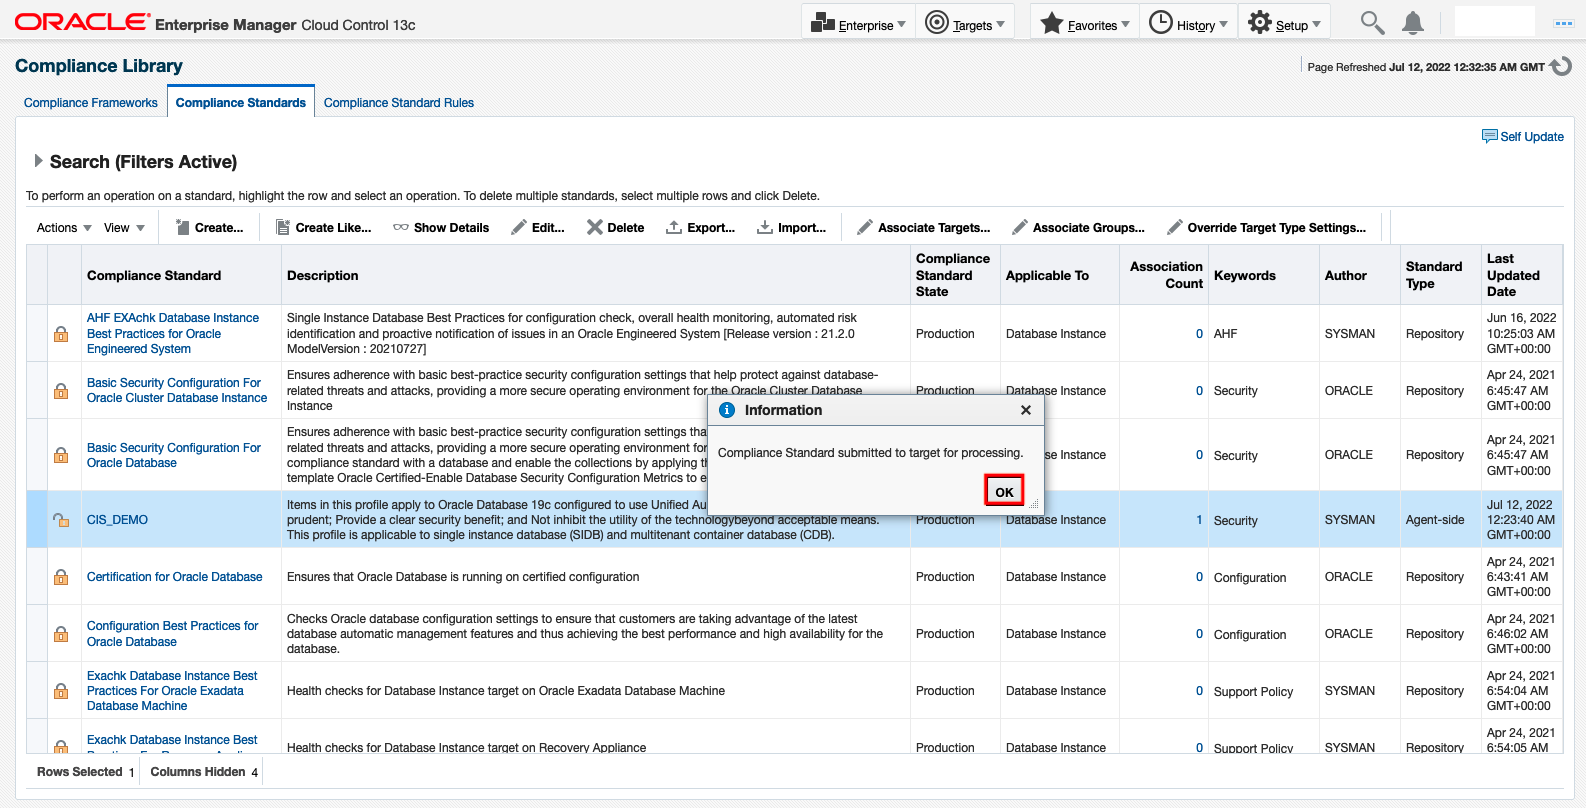 ORACLE Enterprise Manager Cloud Control 13c
Enterprise
Targets
Favorites
History
Setup
Compliance Library
Page Refreshed Jul 12, 2022 12:32:35 AM GMT
Compliance Frameworks
Compliance Standards
Compliance Standard Rules
Self Update
Search (Filters Active)
To perform an operation on a standard, highlight the row and select an operation. To delete multiple standards, select multiple rows and click Delete.
Actions
View
Create...
Create Like...
Show Details
Edit...
Delete
Export...
Import...
Associate Targets...
Associate Groups...
Override Target Type Settings...
Compliance Standard
Description
Compliance
Standard
State
Applicable To
Association
Count
Keywords
Author
Standard
Type
Last
Updated
Date
AHF EXAchk Database Instance
Best Practices for Oracle
Engineered System
Single Instance Database Best Practices for configuration check, overall health monitoring, automated risk
identification and proactive notification of issues in an Oracle Engineered System [Release version : 21.2.0
ModelVersion : 20210727]
Production
Database Instance
0
AHF
SYSMAN
Repository
Jun 16, 2022
10:25:03 AM
GMT+00:00
Basic Security Configuration For
Oracle Cluster Database Instance
Ensures adherence with basic best-practice security configuration settings that help protect against database-
related threats and attacks, providing a more secure operating environment for the Oracle Cluster Database
Instance
Production
Database Instance
0
Security
ORACLE
Repository
Apr 24, 2021
6:45:47 AM
GMT+00:00
Basic Security Configuration For
Oracle Database
Ensures adherence with basic best-practice security configuration settings
related threats and attacks, providing a more secure operating environment for
compliance standard with a database and enable the collections by applying
template Oracle Certified-Enable Database Security Configuration Metrics to
Instance
0
Security
ORACLE
Repository
Apr 24, 2021
6:45:47 AM
GMT+00:00
CIS_DEMO
Items in this profile apply to Oracle Database 19c configured to use Unified
prudent; Provide a clear security benefit; and Not inhibit the utility of the technologybeyond acceptable means.
This profile is applicable to single instance database (SIDB) and multitenant container database (CDB).
Production
Database Instance
1
Security
SYSMAN
Agent-side
Jul 12, 2022
12:23:40 AM
GMT+00:00
Certification for Oracle Database
Ensures that Oracle Database is running on certified configuration
Production
Database Instance
0
Configuration
ORACLE
Repository
Apr 24, 2021
6:43:41 AM
GMT+00:00
Configuration Best Practices for
Oracle Database
Checks Oracle database configuration settings to ensure that customers are taking advantage of the latest
database automatic management features and thus achieving the best performance and high availability for the
database.
Production
Database Instance
0
Configuration
ORACLE
Repository
Apr 24, 2021
6:46:02 AM
GMT+00:00
Exachk Database Instance Best
Practices For Oracle Exadata
Database Machine
Health checks for Database Instance target on Oracle Exadata Database Machine
Production
Database Instance
0
Support Policy
SYSMAN
Repository
Apr 24, 2021
6:54:04 AM
GMT+00:00
Exachk Database Instance Best
Health checks for Database Instance target on Recovery Appliance
Production
Database Instance
0
Support Policy
SYSMAN
Repository
Apr 24, 2021
6:54:05 AM
Information
Compliance Standard submitted to target for processing.
OK
Rows Selected 1
Columns Hidden 4